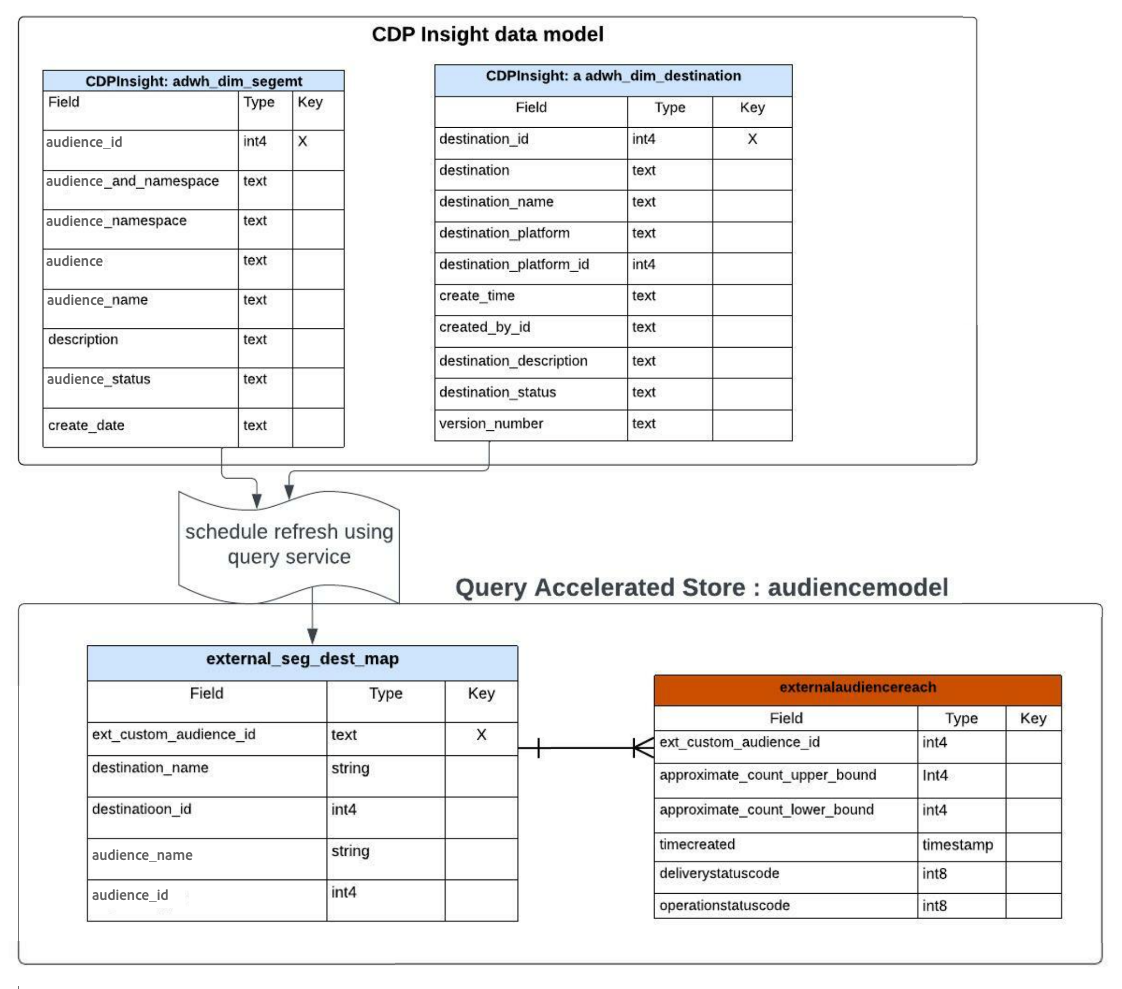 CDP Insight data model
CDPInsight: adwh_dim_segemt
Field Type Key
audience_id int4 X
audience_and_namespace text
audience_namespace text
audience text
audience_name text
description text
audience_status text
create_date text
CDPInsight: a adwh_dim_destination
Field Type Key
destination_id int4 X
destination text
destination_name text
destination_platform text
destination_platform_id int4
create_time text
created_by_id text
destination_description text
destination_status text
version_number text
schedule refresh using
query service
Query Accelerated Store : audiencemodel
external_seg_dest_map
Field Type Key
ext_custom_audience_id text X
destination_name string
destinatioon_id int4
audience_name string
audience_id int4
externalaudiencereach
Field Type Key
ext_custom_audience_id int4
approximate_count_upper_bound Int4
approximate_count_lower_bound int4
timecreated timestamp
deliverystatuscode int8
operationstatuscode int8